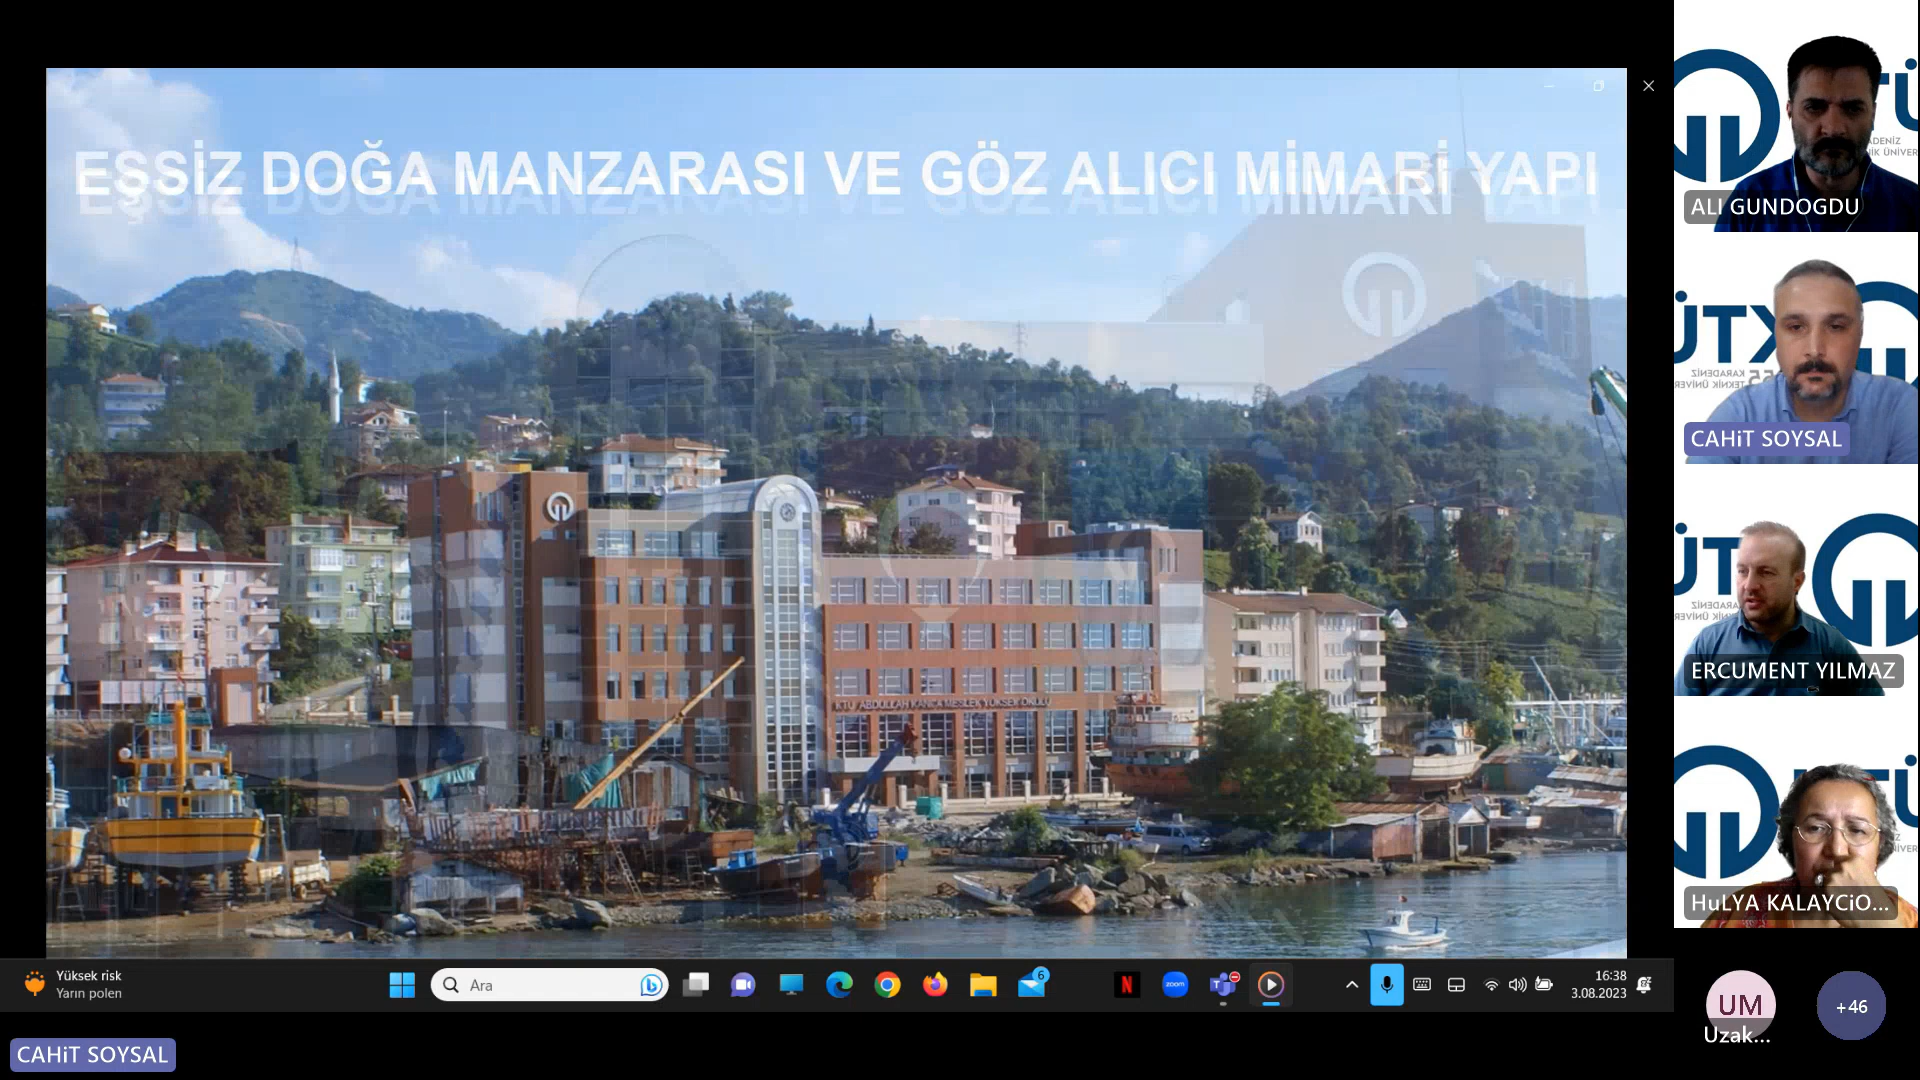 EŞSİZ DOĞA MANZARASI VE GÖZ ALICI MİMARİ YAPI
KTÜ ABDULLAH KANCA MESLEK YÜKSEK OKULU
ALI GUNDOGDU
CAHiT SOYSAL
ERCUMENT YILMAZ
HuLYA KALAYCiO...
UM
Uzak...
+46
Yüksek risk
Yarın polen
Ara
6
N
zoom
16:38
3.08.2023
CAHiT SOYSAL